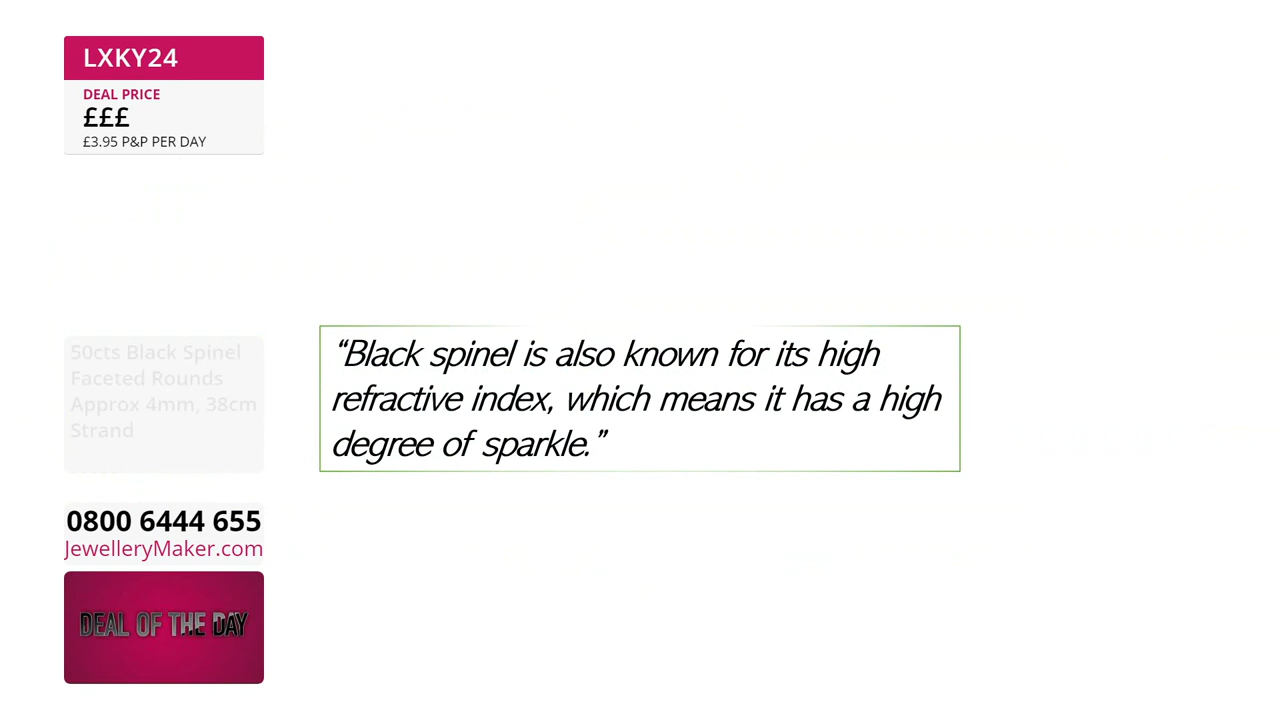 LXKY24
DEAL PRICE
£££
£3.95 P&P PER DAY
50cts Black Spinel
Faceted Rounds
Approx 4mm, 38cm
Strand
“Black spinel is also known for its high
refractive index, which means it has a high
degree of sparkle.”
0800 6444 655
JewelleryMaker.com
DEAL OF THE DAY